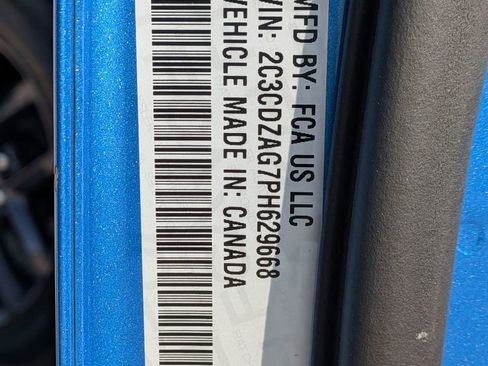 MFD BY: FCA US LLC
VIN: 2C3CDZAG7PH629668
VEHICLE MADE IN: CANADA